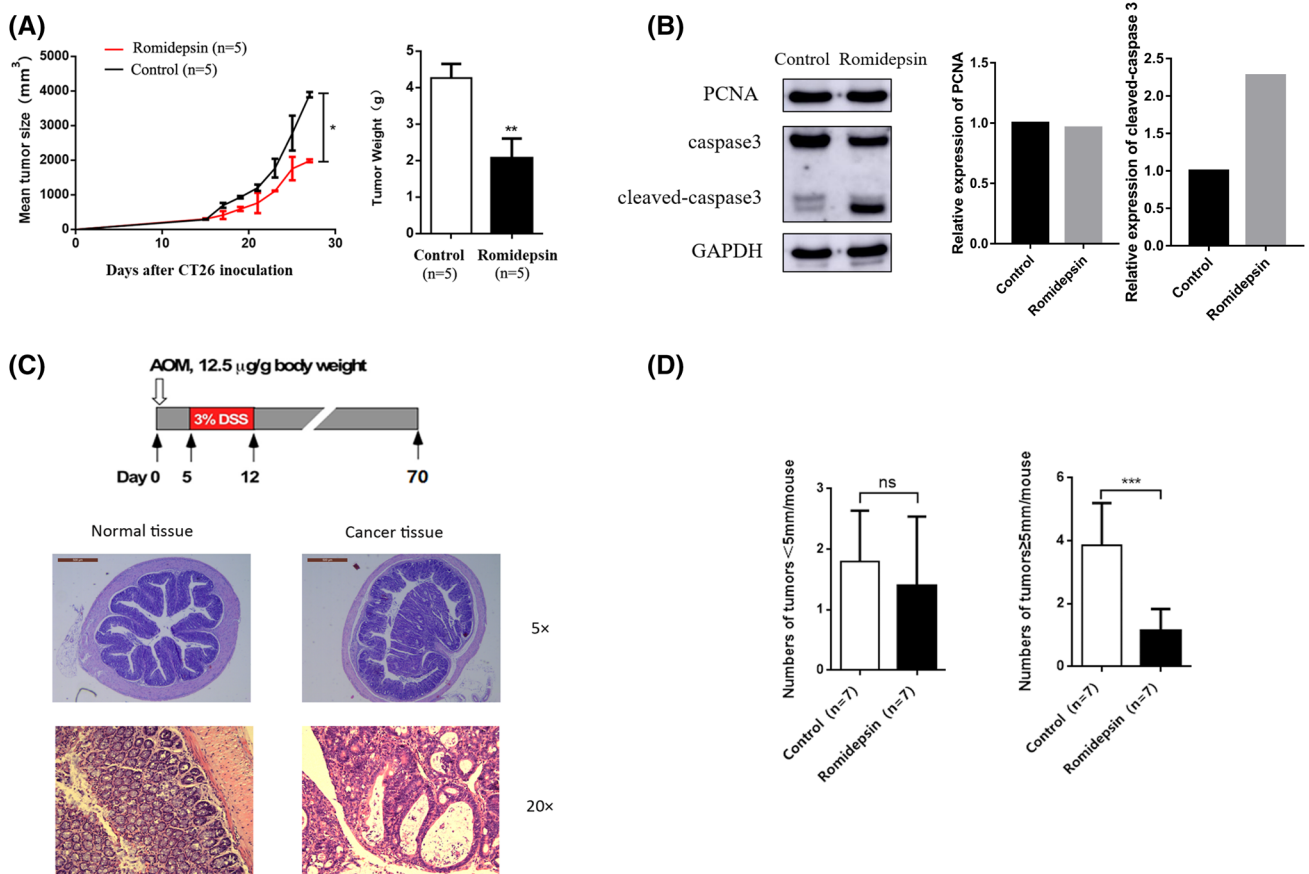 (A)
Romidepsin (n=5)
Control (n=5)
Mean tumor size (mm³)
5000
4000
3000
2000
1000
0
0
10
20
30
*
Days after CT26 inoculation
Tumor Weight (g)
5
4
3
2
1
0
**
Control
(n=5)
Romidepsin
(n=5)
(B)
Control Romidepsin
PCNA
caspase3
cleaved-caspase3
GAPDH
Relative expression of PCNA
1.5
1.0
0.5
0.0
Control
Romidepsin
Relative expression of cleaved-caspase 3
2.5
2.0
1.5
1.0
0.5
0.0
Control
Romidepsin
(C)
AOM, 12.5 μg/g body weight
3% DSS
Day 0 5 12 70
Normal tissue
Cancer tissue
5×
20×
(D)
Numbers of tumors<5mm/mouse
3
2
1
0
ns
Control (n=7)
Romidepsin (n=7)
Numbers of tumors≥5mm/mouse
6
4
2
0
***
Control (n=7)
Romidepsin (n=7)